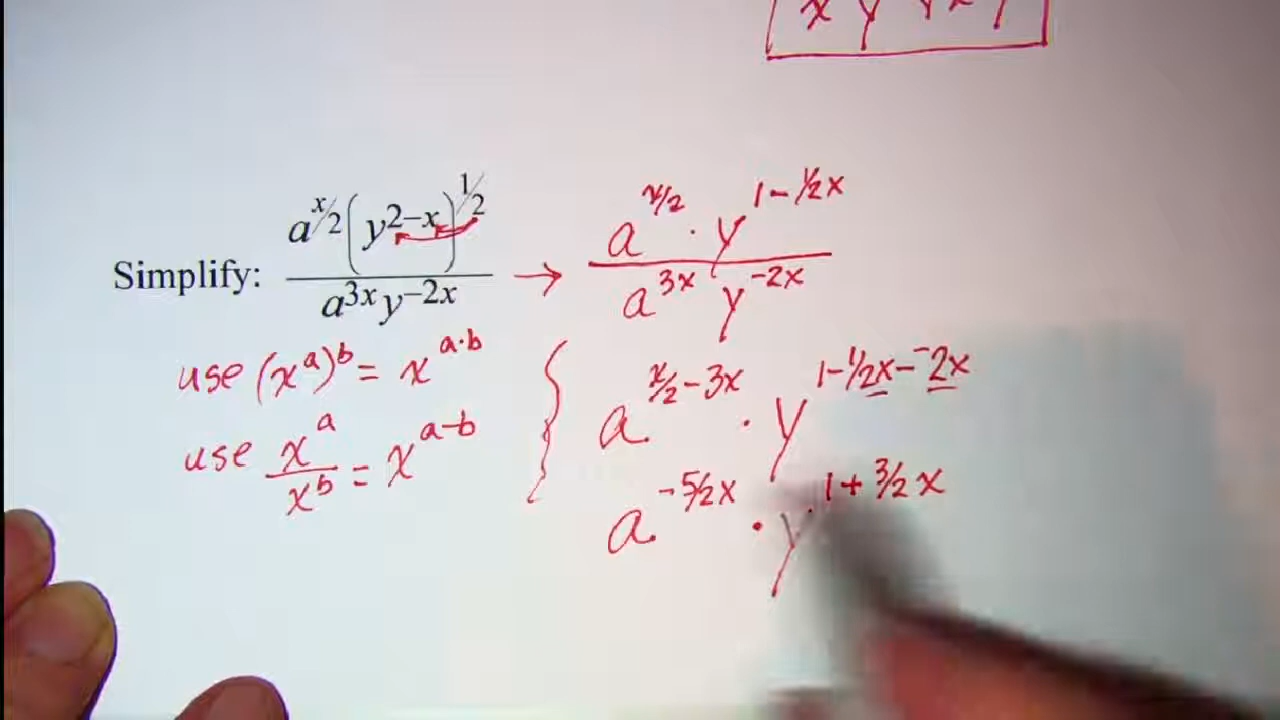 x y
Simplify: a^{x/2}(y^{2-x})^{1/2} / a^{3x}y^{-2x} → a^{x/2} · y^{1-1/2x} / a^{3x} y^{-2x}
use (x^a)^b = x^{a·b}
a^{x/2-3x} · y^{1-1/2x--2x}
use x^a / x^b = x^{a-b}
a^{-5/2x} · y^{1+3/2x}